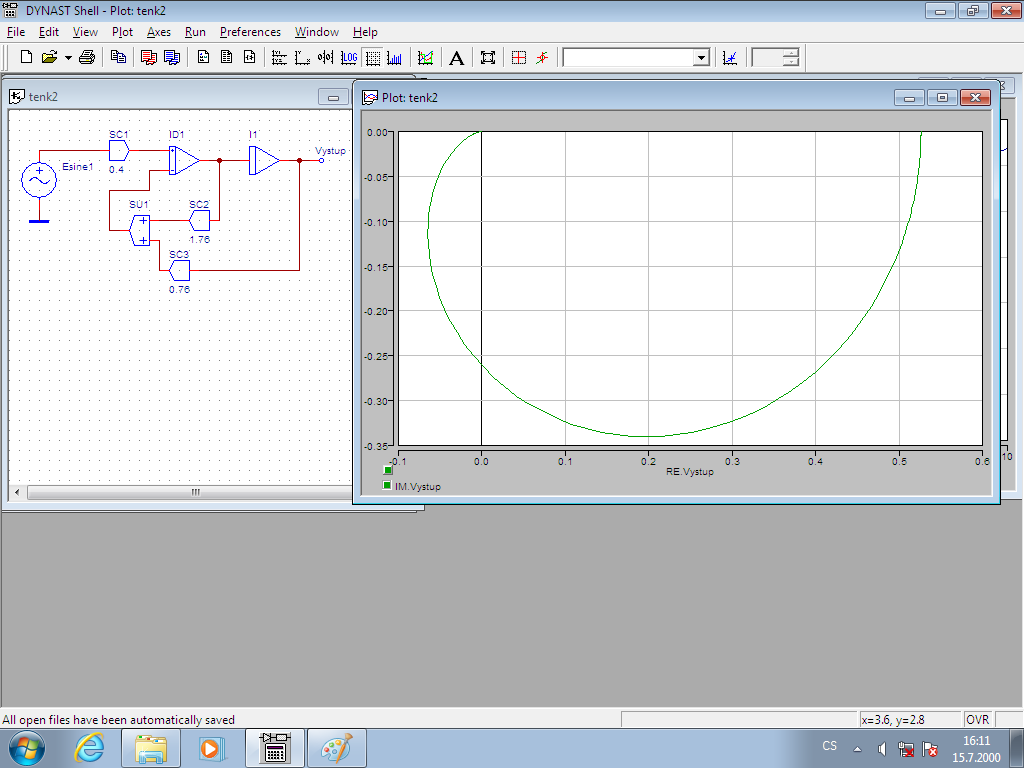 DYNAST Shell - Plot: tenk2
File Edit View Plot Axes Run Preferences Window Help
LOG A
tenk2
Plot: tenk2
SC1 ID1 I1
Vystup
Esine1
0.4
SU1 SC2
1.76
SC3
0.76
0.00
-0.05
-0.10
-0.15
-0.20
-0.25
-0.30
-0.35
-0.1 0.0 0.1 0.2 0.3 0.4 0.5 0.6
10
RE.Vystup
IM.Vystup
All open files have been automatically saved
x=3.6, y=2.8 OVR
CS
16:11
15.7.2000